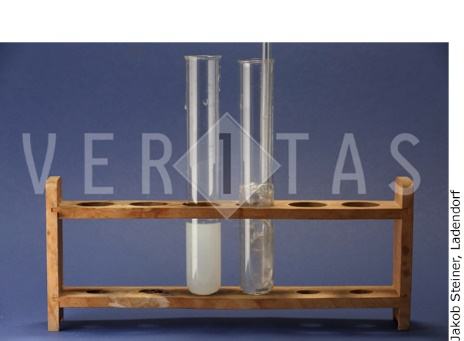 VERITAS
Jakob Steiner, Ladendorf